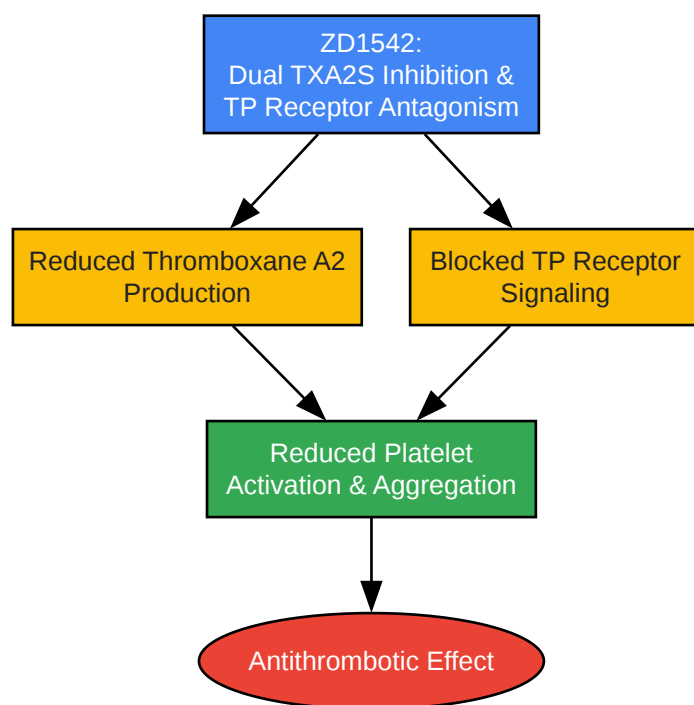 ZD1542:
Dual TXA2S Inhibition &
TP Receptor Antagonism
Reduced Thromboxane A2
Production
Blocked TP Receptor
Signaling
Reduced Platelet
Activation & Aggregation
Antithrombotic Effect